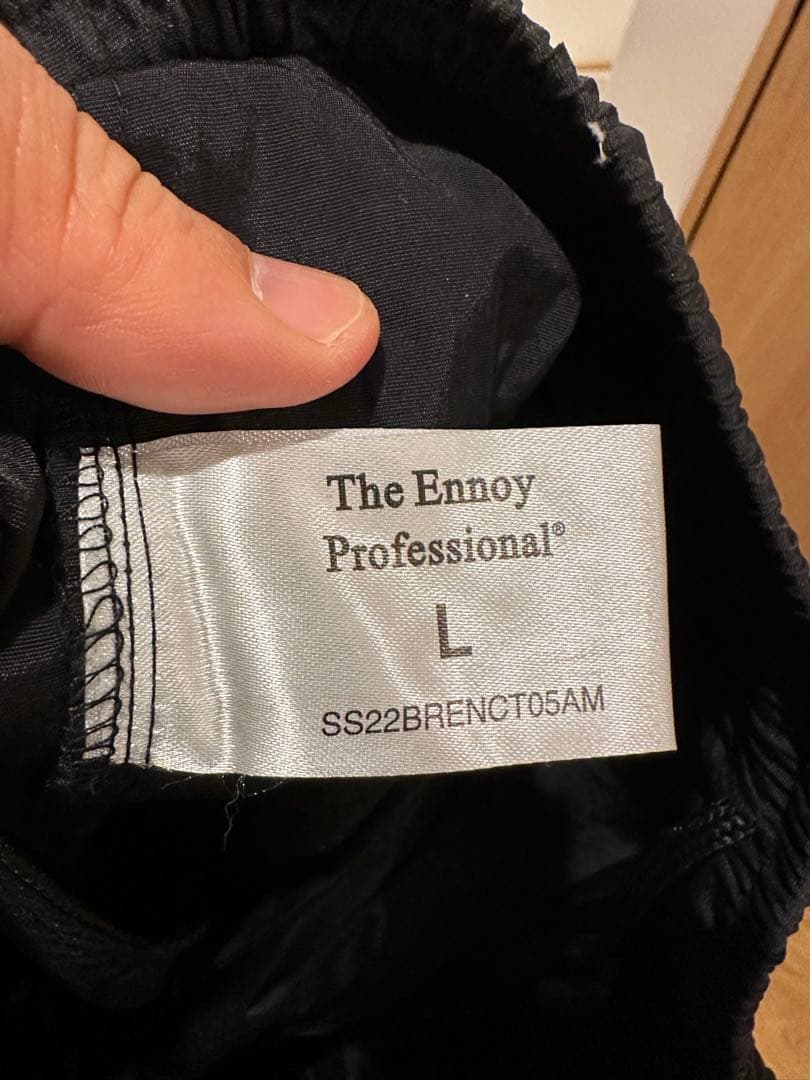 The Ennoy
Professional®
L
SS22BRENCT05AM